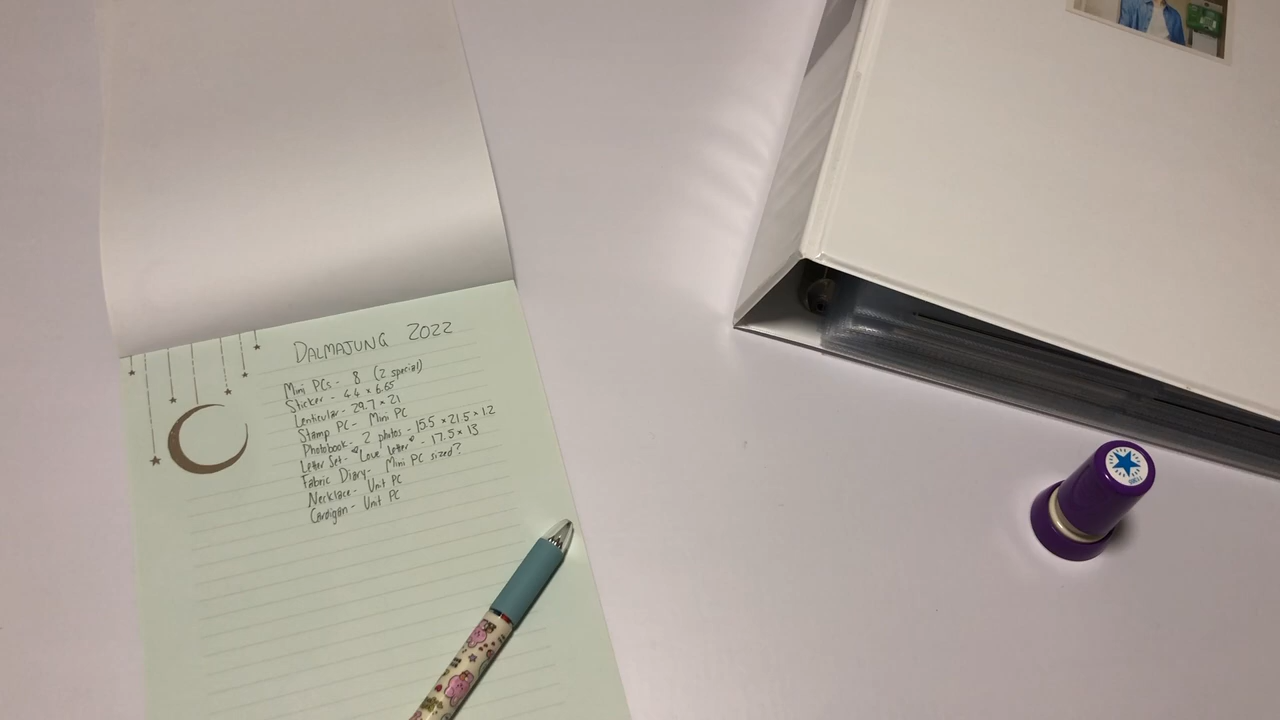 DALMAJUNG 2022
Mini PCs - 8 (2 special)
Sticker - 4.4 x 6.65
Lenticular - 29.7 x 21
Stamp PC - Mini PC
Photobook - 2 photos - 15.5 x 21.5 x 1.2
Letter Set - "Love Letter" - 17.5 x 13
Fabric Diary - Mini PC sized?
Necklace - Unit PC
Cardigan - Unit PC